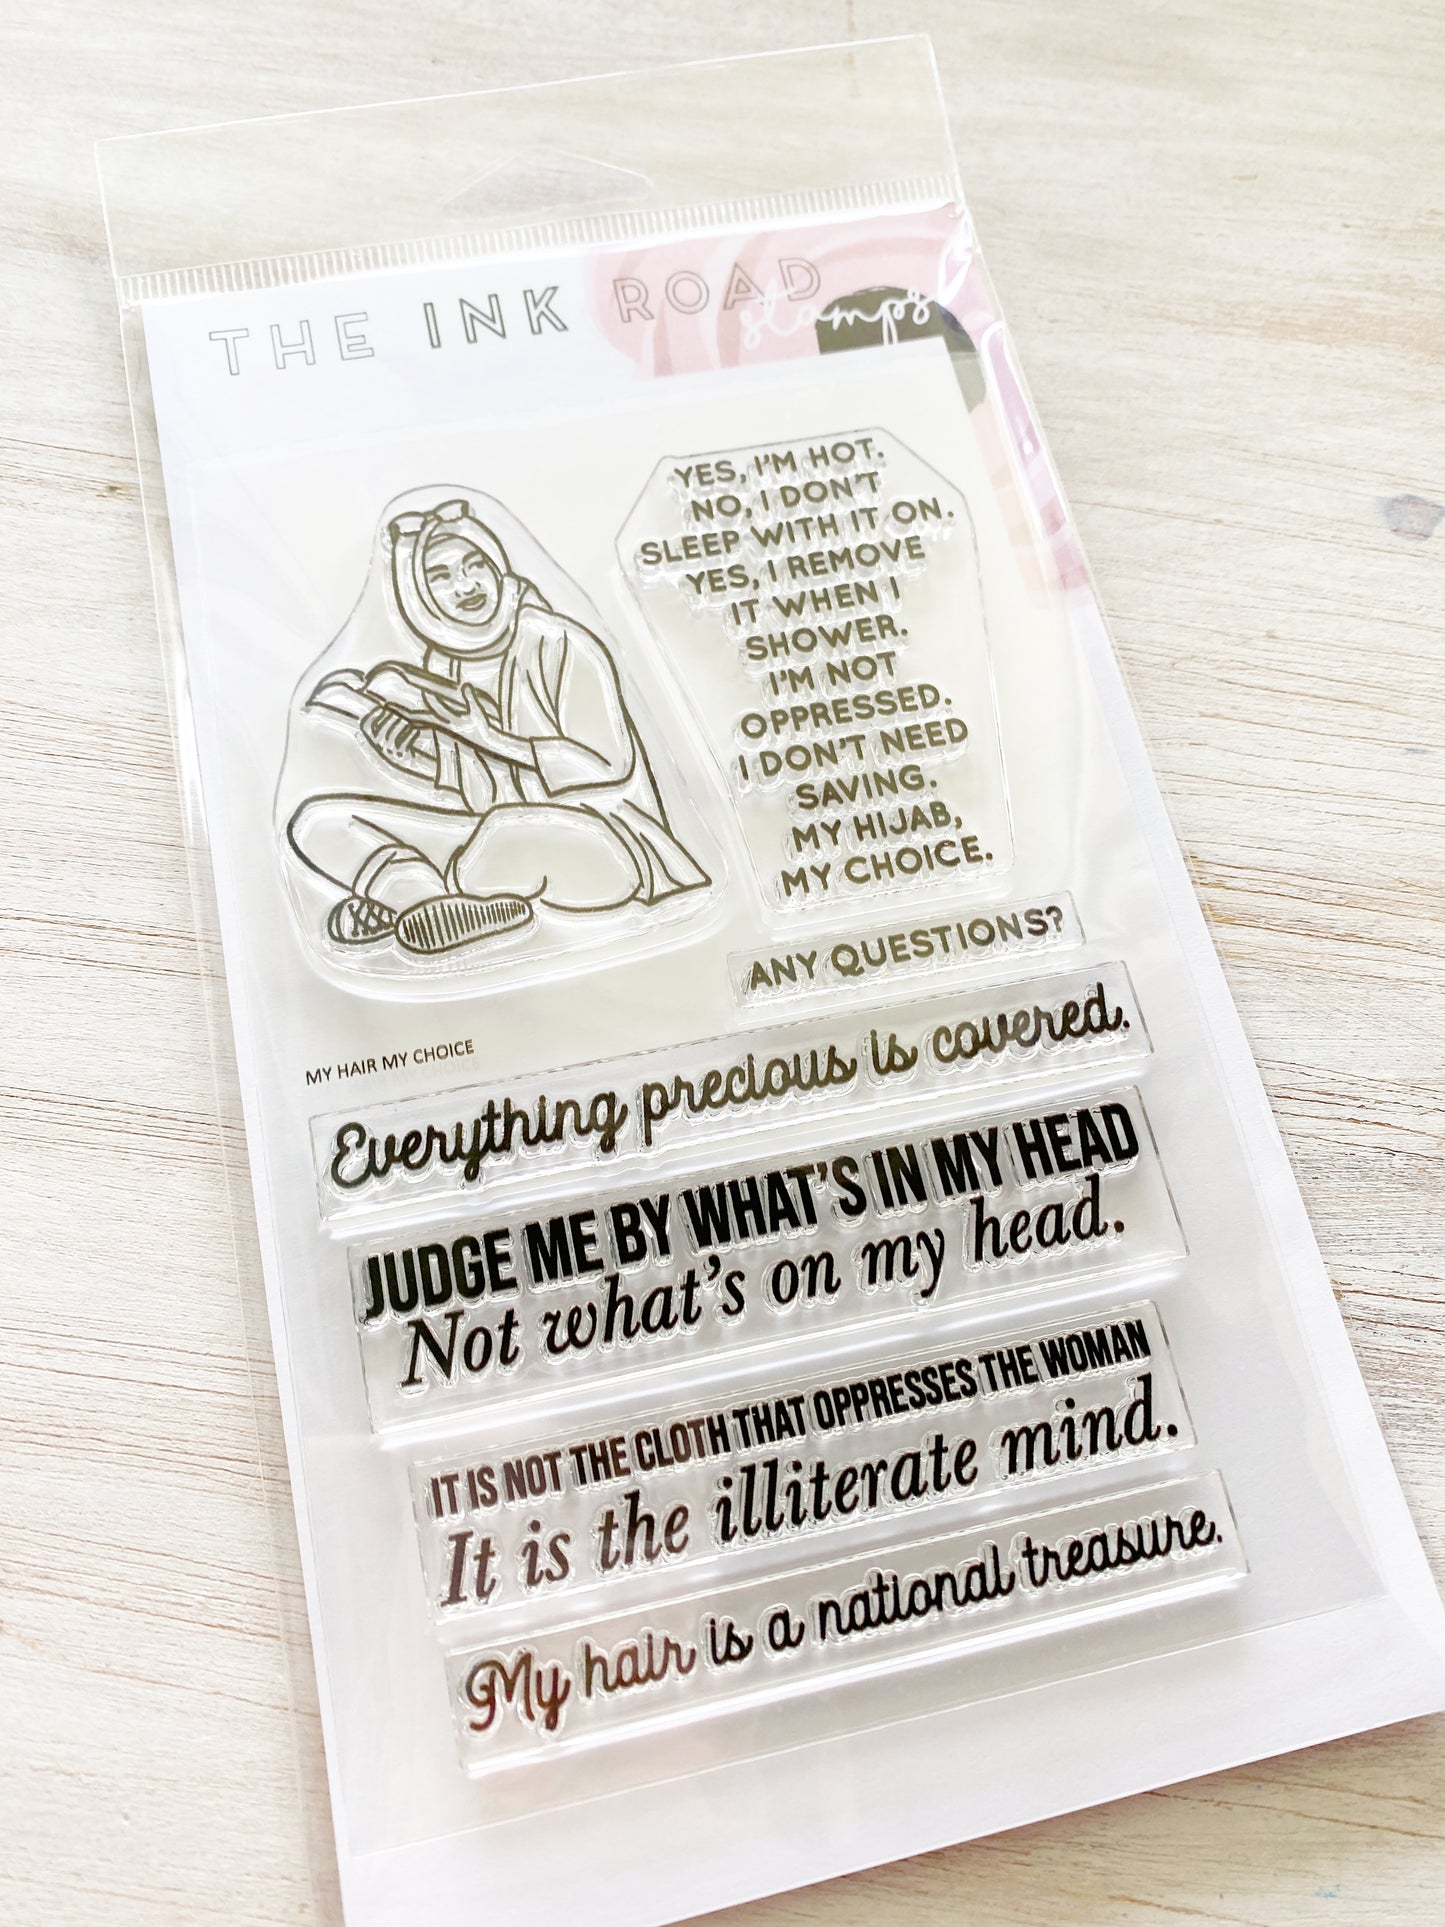 THE INK ROAD
stamps
YES, I'M HOT.
NO, I DON'T
SLEEP WITH IT ON.
YES, I REMOVE
IT WHEN I
SHOWER.
I'M NOT
OPPRESSED.
I DON'T NEED
SAVING.
MY HIJAB,
MY CHOICE.
ANY QUESTIONS?
MY HAIR MY CHOICE
Everything precious is covered.
JUDGE ME BY WHAT'S IN MY HEAD
Not what's on my head.
IT IS NOT THE CLOTH THAT OPPRESSES THE WOMAN
It is the illiterate mind.
My hair is a national treasure.